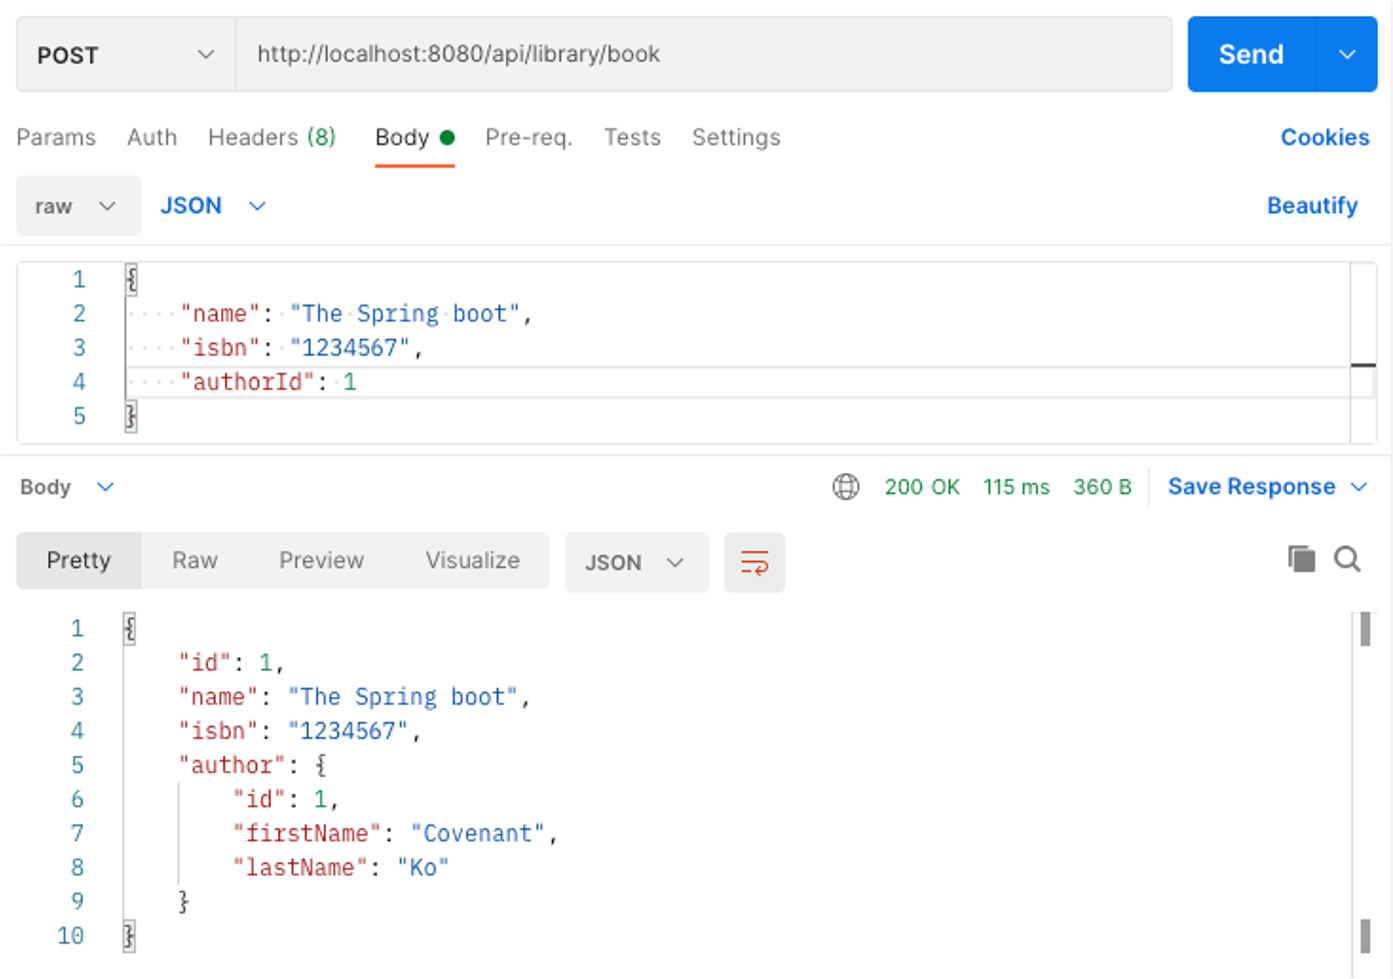 POST http://localhost:8080/api/library/book Send
Params Auth Headers (8) Body Pre-req. Tests Settings Cookies
raw JSON Beautify
1 {
2 "name": "The Spring boot",
3 "isbn": "1234567",
4 "authorId": 1
5 }
Body 200 OK 115 ms 360 B Save Response
Pretty Raw Preview Visualize JSON
1 {
2 "id": 1,
3 "name": "The Spring boot",
4 "isbn": "1234567",
5 "author": {
6 "id": 1,
7 "firstName": "Covenant",
8 "lastName": "Ko"
9 }
10 }